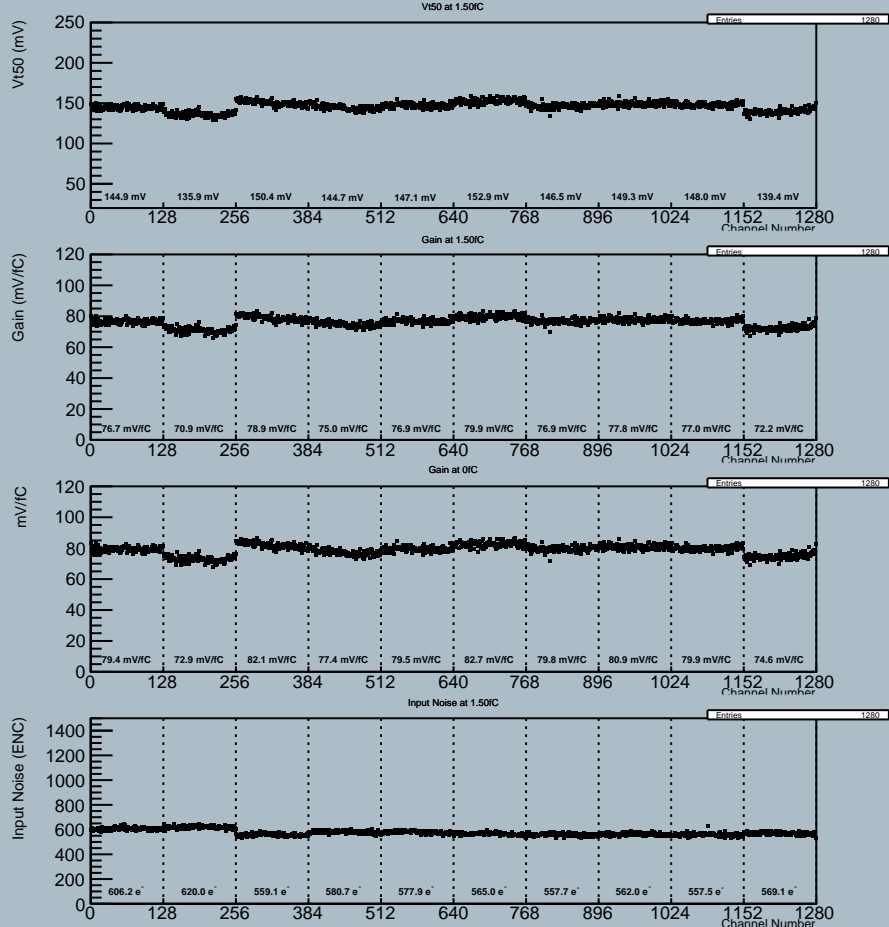 Vt50 at 1.50fC
Entries 1280
Vt50 (mV)
250
200
150
100
50
144.9 mV 135.9 mV 150.4 mV 144.7 mV 147.1 mV 152.9 mV 146.5 mV 149.3 mV 148.0 mV 139.4 mV
0 128 256 384 512 640 768 896 1024 1152 1280
Channel Number
Gain at 1.50fC
Entries 1280
Gain (mV/fC)
120
100
80
60
40
20
0
76.7 mV/fC 70.9 mV/fC 78.9 mV/fC 75.0 mV/fC 76.9 mV/fC 79.9 mV/fC 76.9 mV/fC 77.8 mV/fC 77.0 mV/fC 72.2 mV/fC
0 128 256 384 512 640 768 896 1024 1152 1280
Channel Number
Gain at 0fC
Entries 1280
mV/fC
120
100
80
60
40
20
0
79.4 mV/fC 72.9 mV/fC 82.1 mV/fC 77.4 mV/fC 79.5 mV/fC 82.7 mV/fC 79.8 mV/fC 80.9 mV/fC 79.9 mV/fC 74.6 mV/fC
0 128 256 384 512 640 768 896 1024 1152 1280
Channel Number
Input Noise at 1.50fC
Entries 1280
Input Noise (ENC)
1400
1200
1000
800
600
400
200
0
606.2 e⁻ 620.0 e⁻ 559.1 e⁻ 580.7 e⁻ 577.9 e⁻ 565.0 e⁻ 557.7 e⁻ 562.0 e⁻ 557.5 e⁻ 569.1 e⁻
0 128 256 384 512 640 768 896 1024 1152 1280
Channel Number